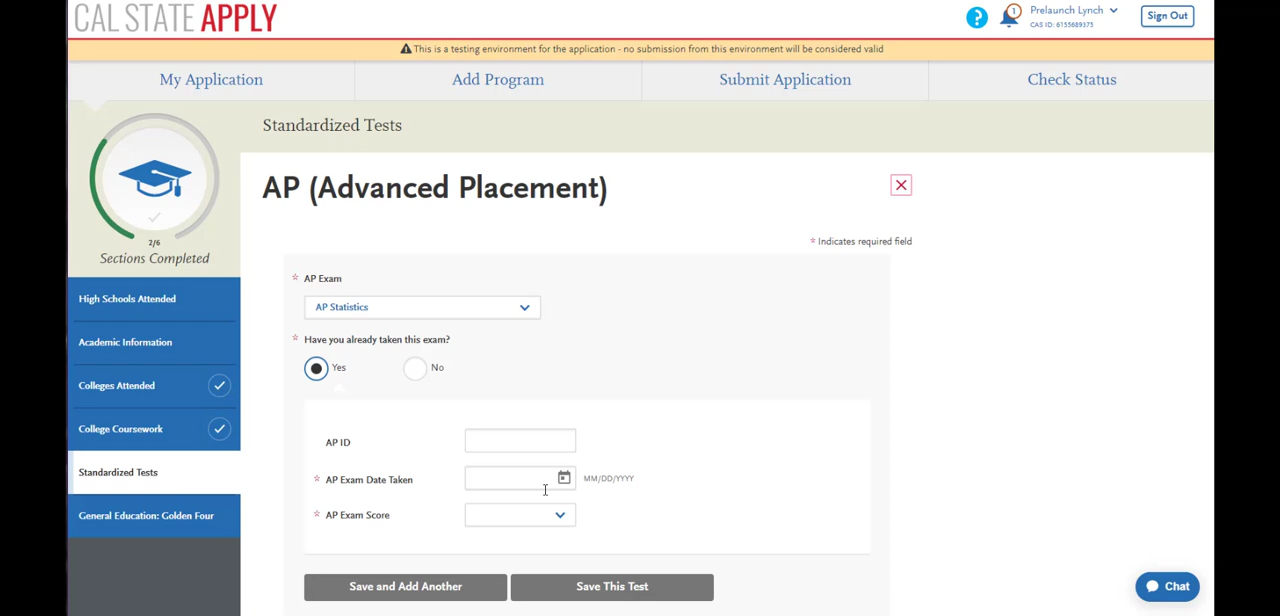 CAL STATE APPLY
?
1
Prelaunch Lynch
CAS ID: 6155689375
Sign Out
This is a testing environment for the application - no submission from this environment will be considered valid
My Application
Add Program
Submit Application
Check Status
2/6
Sections Completed
High Schools Attended
Academic Information
Colleges Attended
College Coursework
Standardized Tests
General Education: Golden Four
Standardized Tests
AP (Advanced Placement)
* Indicates required field
* AP Exam
AP Statistics
* Have you already taken this exam?
Yes
No
AP ID
* AP Exam Date Taken
MM/DD/YYYY
* AP Exam Score
Save and Add Another
Save This Test
Chat